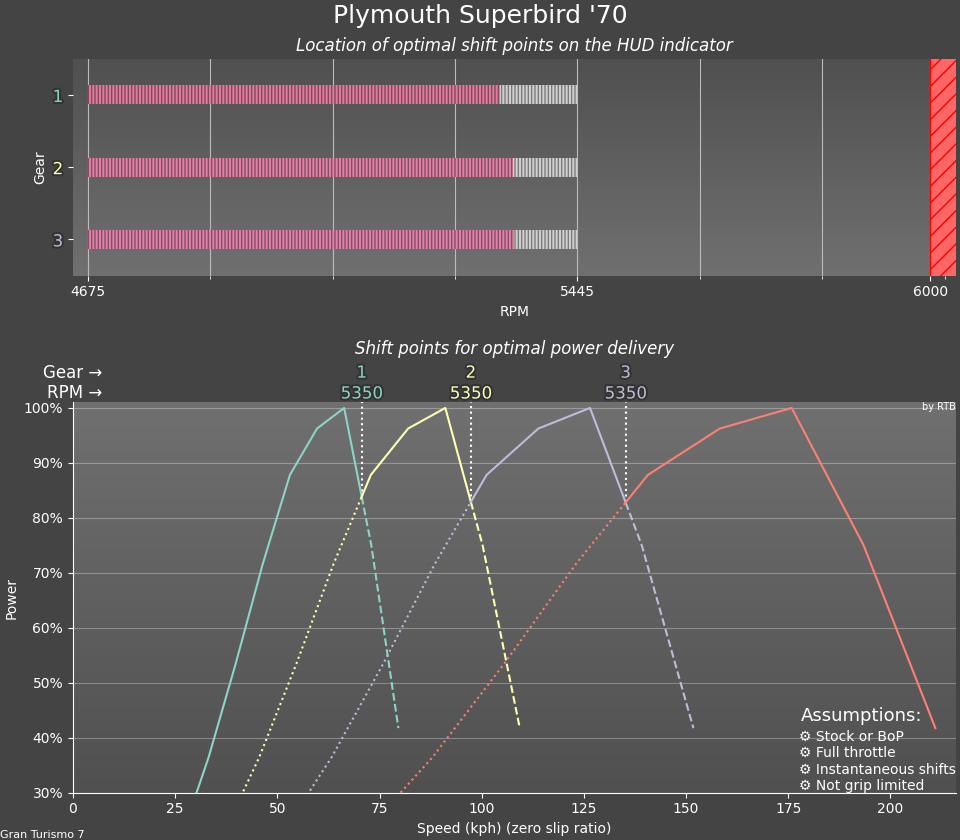 Plymouth Superbird '70
Location of optimal shift points on the HUD indicator
Gear
1
2
3
4675 5445 6000
RPM
Shift points for optimal power delivery
Gear → 1 2 3
RPM → 5350 5350 5350
by RTB
Power
100%
90%
80%
70%
60%
50%
40%
30%
Assumptions:
⚙ Stock or BoP
⚙ Full throttle
⚙ Instantaneous shifts
⚙ Not grip limited
0 25 50 75 100 125 150 175 200
Speed (kph) (zero slip ratio)
Gran Turismo 7